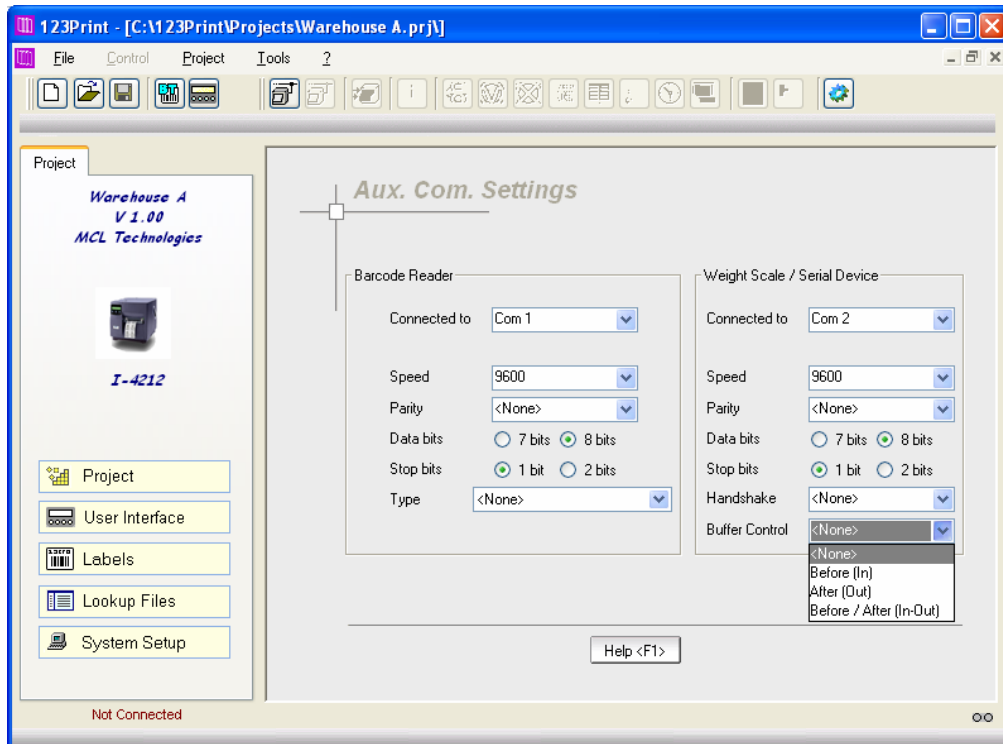 123Print - [C:\123Print\Projects\Warehouse A.prj\]
File Control Project Tools ?
Project
Warehouse A
V 1.00
MCL Technologies
I-4212
Project
User Interface
Labels
Lookup Files
System Setup
Not Connected
Aux. Com. Settings
Barcode Reader
Connected to Com 1
Speed 9600
Parity <None>
Data bits 7 bits 8 bits
Stop bits 1 bit 2 bits
Type <None>
Weight Scale / Serial Device
Connected to Com 2
Speed 9600
Parity <None>
Data bits 7 bits 8 bits
Stop bits 1 bit 2 bits
Handshake <None>
Buffer Control <None>
<None>
Before (In)
After (Out)
Before / After (In-Out)
Help <F1>